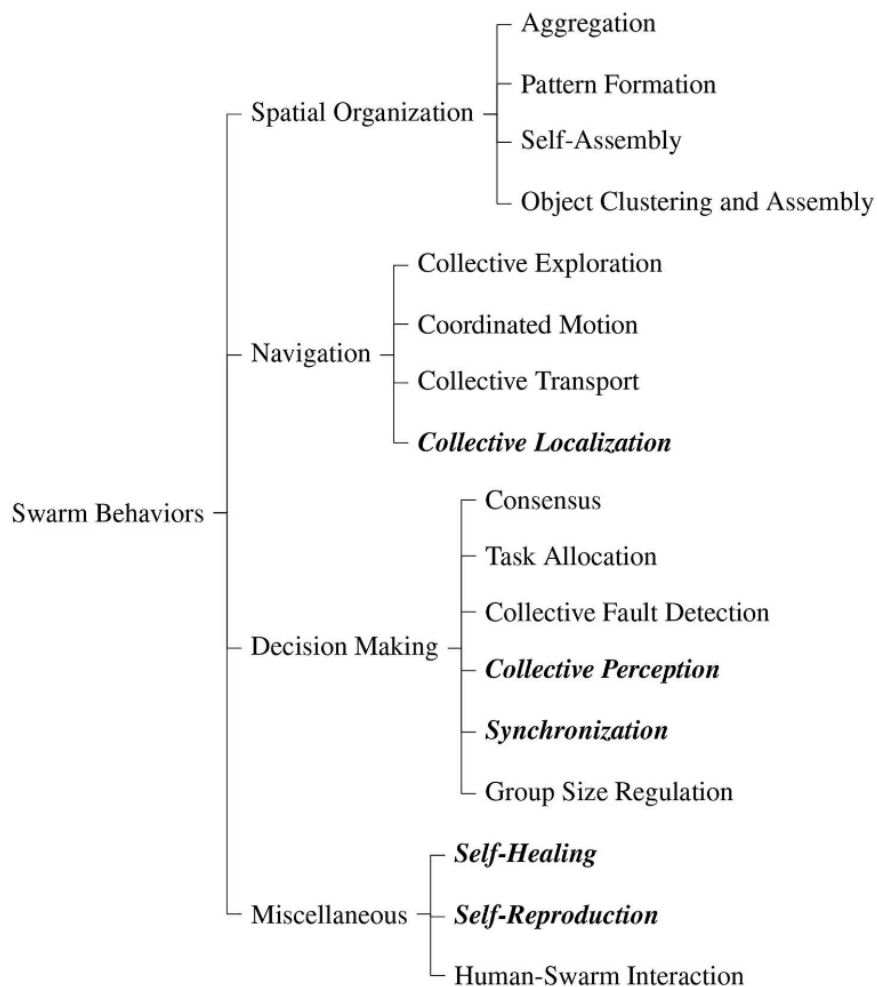 Swarm Behaviors
Spatial Organization
Aggregation
Pattern Formation
Self-Assembly
Object Clustering and Assembly
Navigation
Collective Exploration
Coordinated Motion
Collective Transport
Collective Localization
Decision Making
Consensus
Task Allocation
Collective Fault Detection
Collective Perception
Synchronization
Group Size Regulation
Miscellaneous
Self-Healing
Self-Reproduction
Human-Swarm Interaction